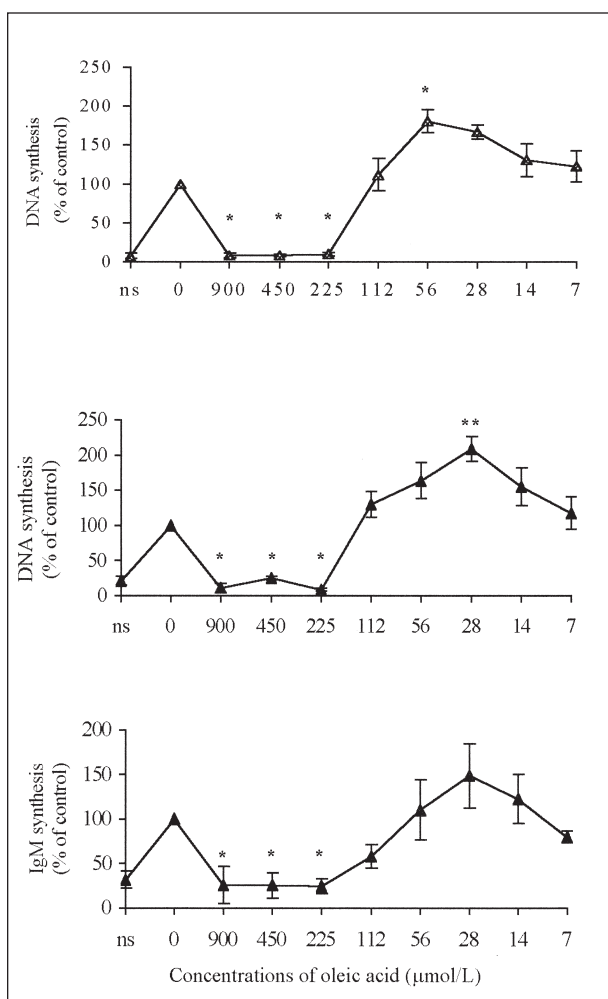 DNA synthesis
(% of control)
250
200
150
100
50
0
*
*
*
*
ns 0 900 450 225 112 56 28 14 7
DNA synthesis
(% of control)
250
200
150
100
50
0
**
*
*
*
ns 0 900 450 225 112 56 28 14 7
IgM synthesis
(% of control)
200
150
100
50
0
*
*
*
ns 0 900 450 225 112 56 28 14 7
Concentrations of oleic acid (μmol/L)